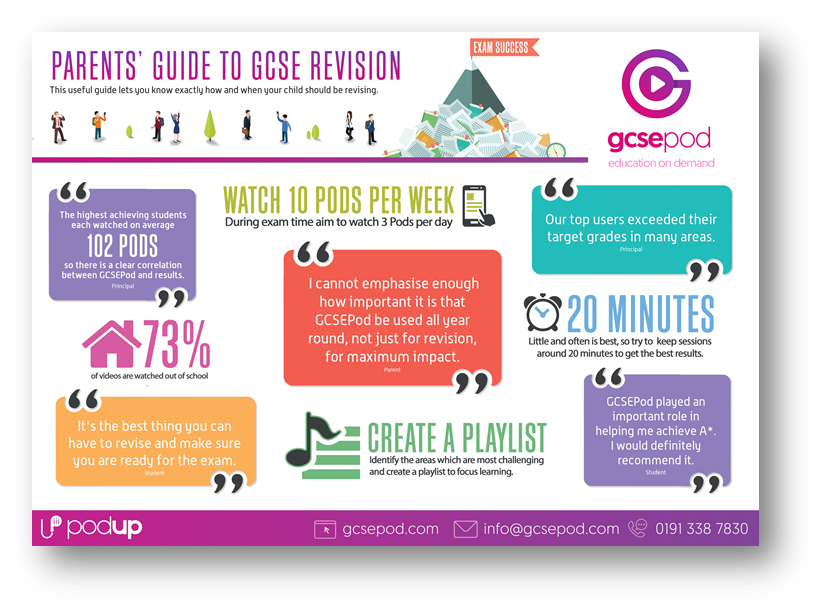 PARENTS' GUIDE TO GCSE REVISION
This useful guide lets you know exactly how and when your child should be revising.
EXAM SUCCESS
gcsepod
education on demand
The highest achieving students
each watched on average
102 PODS
so there is a clear correlation
between GCSEPod and results.
Principal
WATCH 10 PODS PER WEEK
During exam time aim to watch 3 Pods per day
Our top users exceeded their
target grades in many areas.
Principal
I cannot emphasise enough
how important it is that
GCSEPod be used all year
round, not just for revision,
for maximum impact.
Parent
73%
of videos are watched out of school
20 MINUTES
Little and often is best, so try to keep sessions
around 20 minutes to get the best results.
It's the best thing you can
have to revise and make sure
you are ready for the exam.
Student
CREATE A PLAYLIST
Identify the areas which are most challenging
and create a playlist to focus learning.
GCSEPod played an
important role in
helping me achieve A*.
I would definitely
recommend it.
Student
podup
gcsepod.com
info@gcsepod.com
0191 338 7830